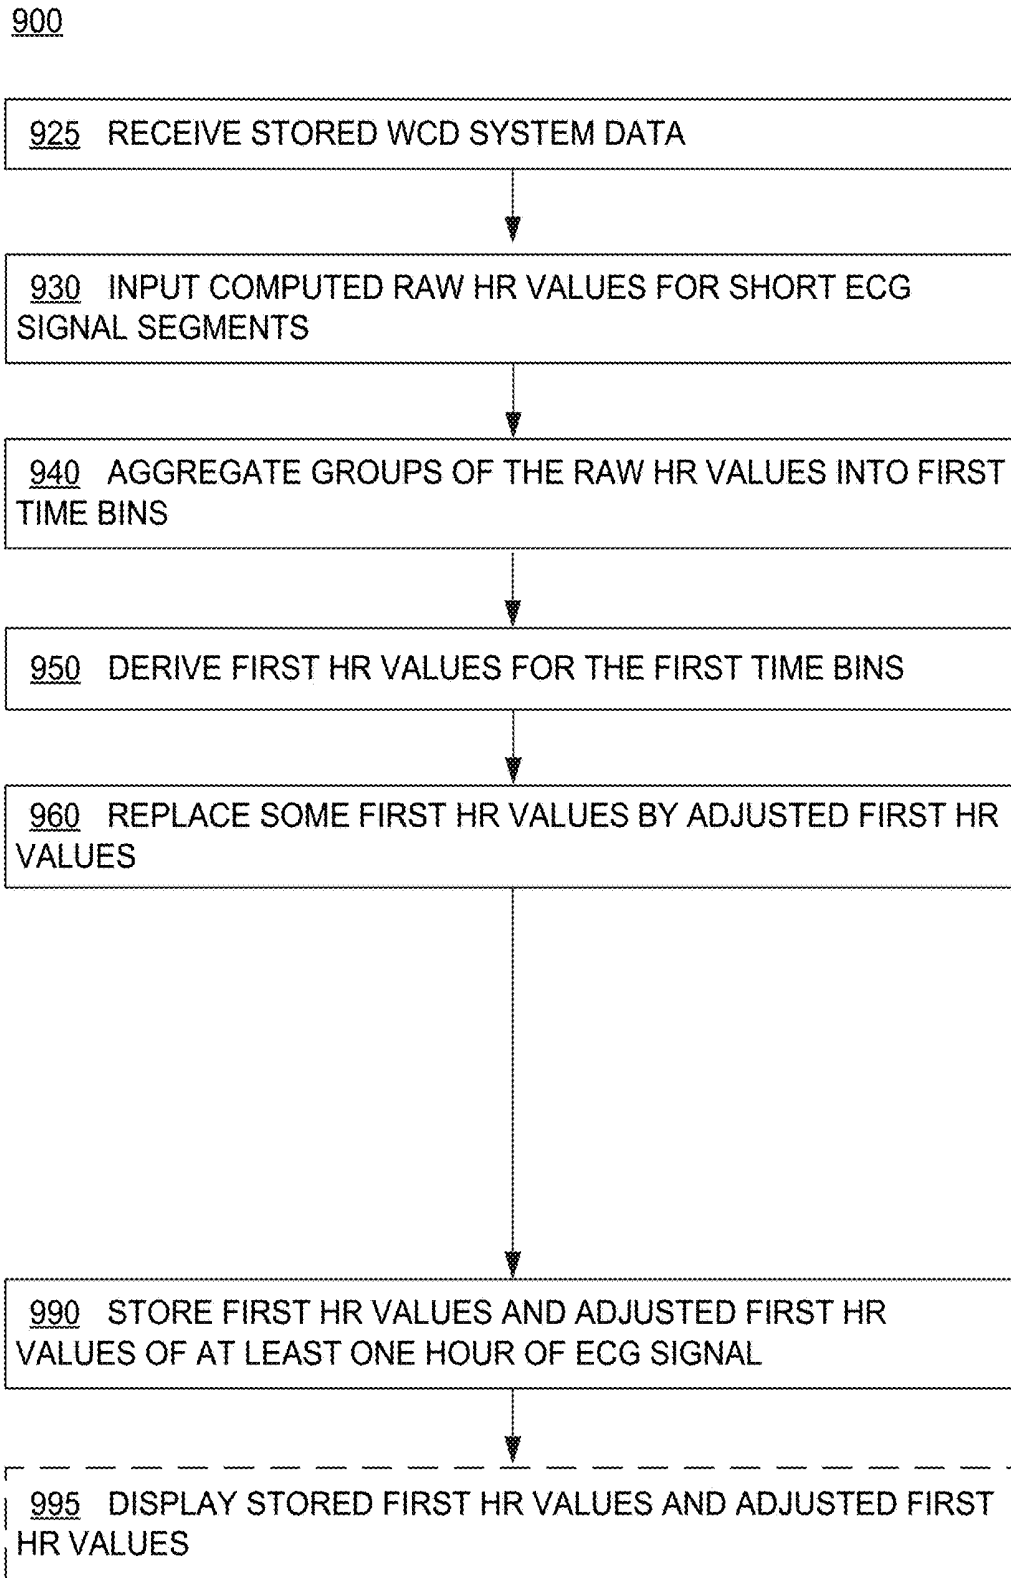 900
925 RECEIVE STORED WCD SYSTEM DATA
930 INPUT COMPUTED RAW HR VALUES FOR SHORT ECG
SIGNAL SEGMENTS
940 AGGREGATE GROUPS OF THE RAW HR VALUES INTO FIRST
TIME BINS
950 DERIVE FIRST HR VALUES FOR THE FIRST TIME BINS
960 REPLACE SOME FIRST HR VALUES BY ADJUSTED FIRST HR
VALUES
990 STORE FIRST HR VALUES AND ADJUSTED FIRST HR
VALUES OF AT LEAST ONE HOUR OF ECG SIGNAL
995 DISPLAY STORED FIRST HR VALUES AND ADJUSTED FIRST
HR VALUES